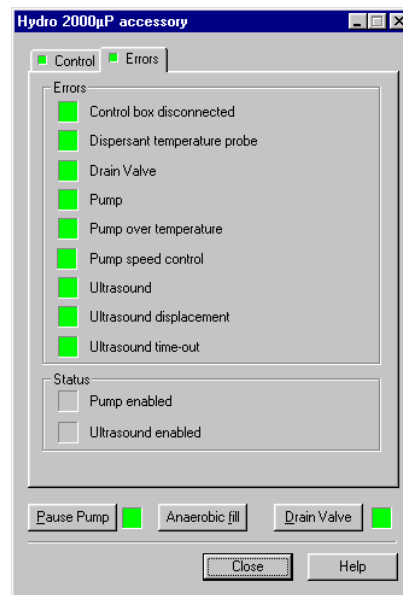 Hydro 2000µP accessory
Control Errors
Errors
Control box disconnected
Dispersant temperature probe
Drain Valve
Pump
Pump over temperature
Pump speed control
Ultrasound
Ultrasound displacement
Ultrasound time-out
Status
Pump enabled
Ultrasound enabled
Pause Pump Anaerobic fill Drain Valve
Close Help